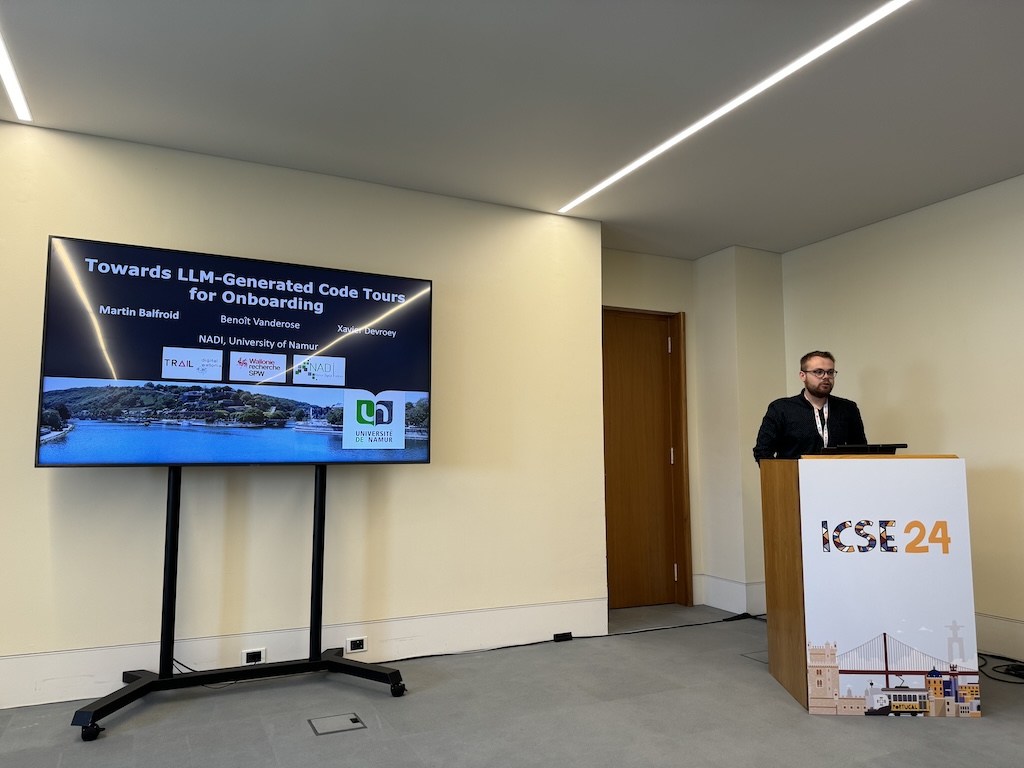 Towards LLM-Generated Code Tours
for Onboarding
Martin Balfroid
Benoît Vanderose
Xavier Devroey
NADI, University of Namur
TRAIL
Wallonie
recherche
SPW
NADI
UNIVERSITÉ
DE NAMUR
ICSE 24
PORTUGAL